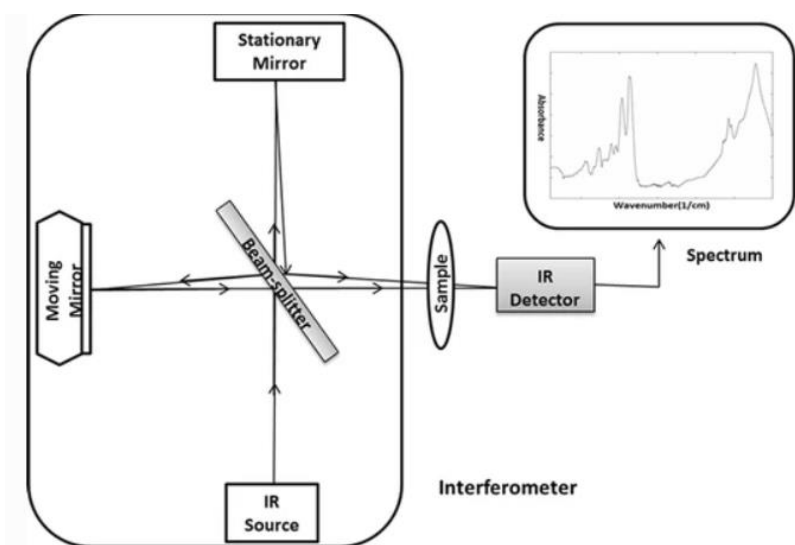 Stationary
Mirror
Absorbance
Wavenumber(1/cm)
Moving
Mirror
Beam-splitter
Sample
IR
Detector
Spectrum
Interferometer
IR
Source